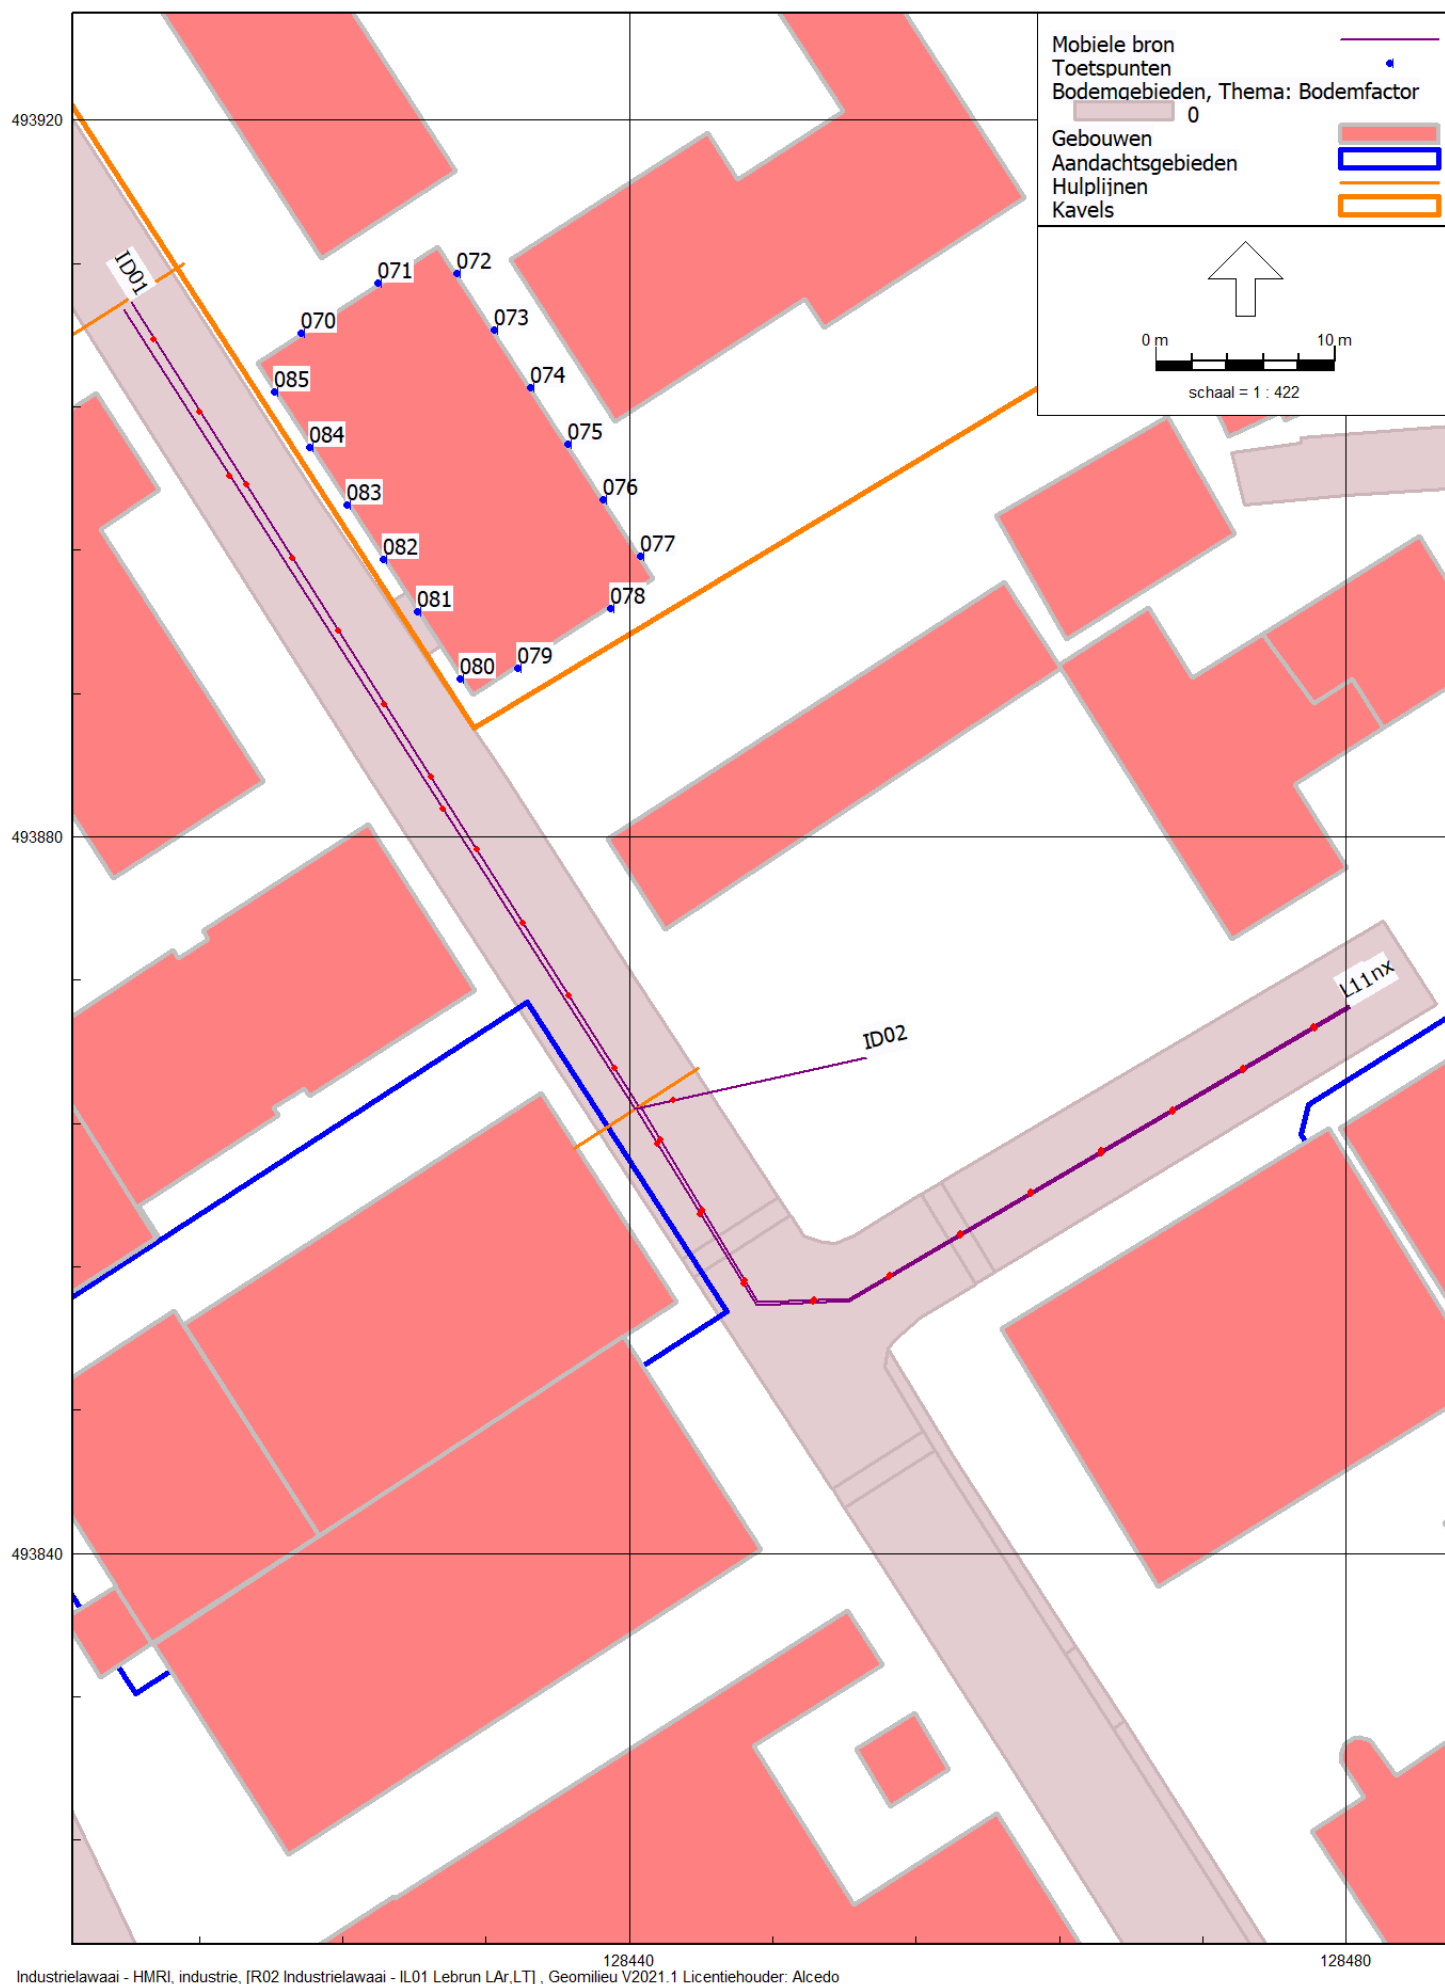 Mobiele bron
Toetspunten
Bodemgebieden, Thema: Bodemfactor
0
Gebouwen
Aandachtsgebieden
Hulplijnen
Kavels
0 m 10 m
schaal = 1 : 422
493920
ID01
072
071
073
070
074
085
075
084
076
083
077
082
078
081
079
080
493880
L11nx
ID02
493840
128440 128480
Industrielawaai - HMRI, industrie, [R02 Industrielawaai - IL01 Lebrun LAr,LT] , Geomilieu V2021.1 Licentiehouder: Alcedo